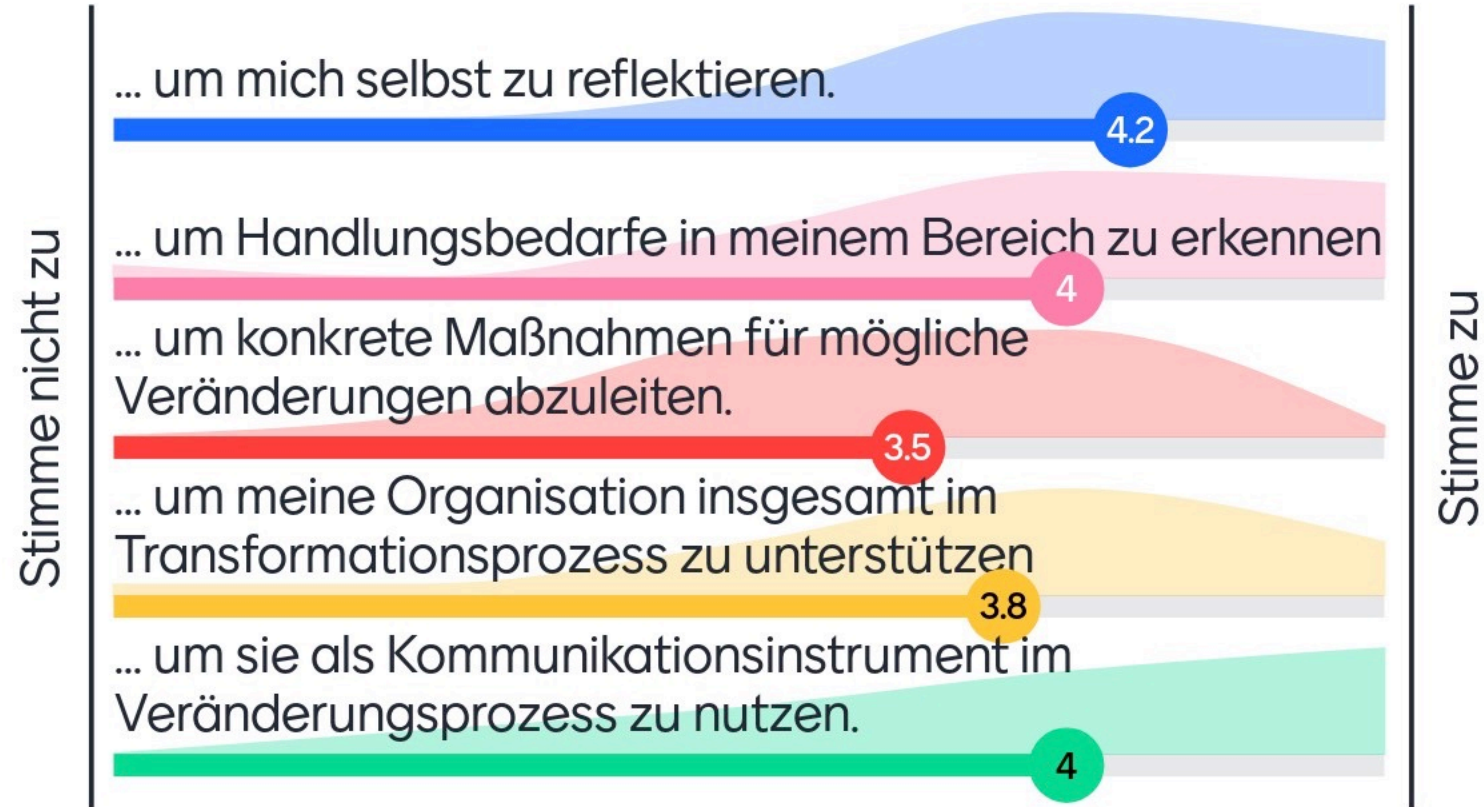 Stimme nicht zu
... um mich selbst zu reflektieren.
4.2
... um Handlungsbedarfe in meinem Bereich zu erkennen
4
... um konkrete Maßnahmen für mögliche
Veränderungen abzuleiten.
3.5
... um meine Organisation insgesamt im
Transformationsprozess zu unterstützen
3.8
... um sie als Kommunikationsinstrument im
Veränderungsprozess zu nutzen.
4
Stimme zu